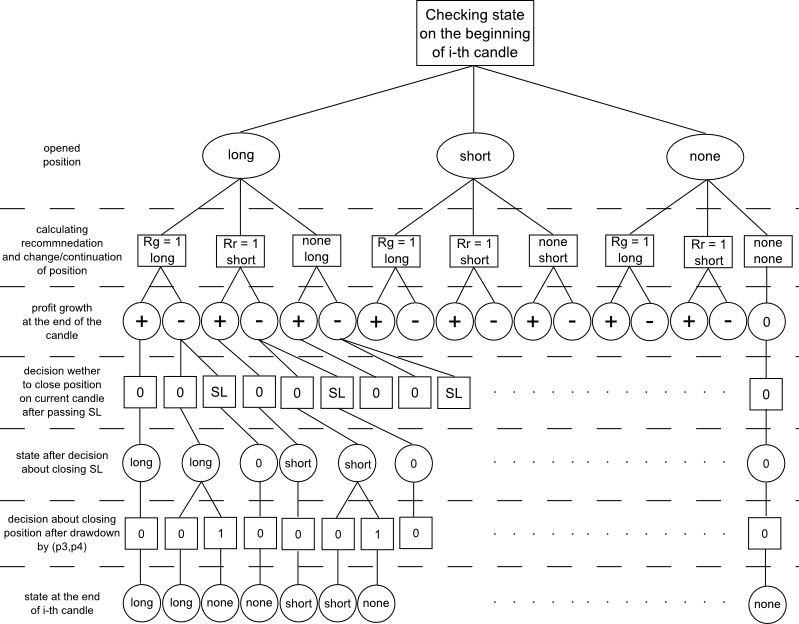 Checking state
on the beginning
of i-th candle
opened
position
long
short
none
calculating
recommnedation
and change/continuation
of position
Rg = 1
long
Rr = 1
short
none
long
Rg = 1
long
Rr = 1
short
none
short
Rg = 1
long
Rr = 1
short
none
none
profit growth
at the end of the
candle
+ - + - + - + - + - + - + - + - 0
decision wether
to close position
on current candle
after passing SL
0 0 SL 0 0 SL 0 0 SL . . . . . . . . . . . . . 0
state after decision
about closing SL
long long 0 short short 0 . . . . . . . . . . . . . 0
decision about closing
position after drawdown
by (p3,p4)
0 0 1 0 0 0 1 0 . . . . . . . . . . . . . 0
state at the end
of i-th candle
long long none none short short none . . . . . . . . . . . . . none